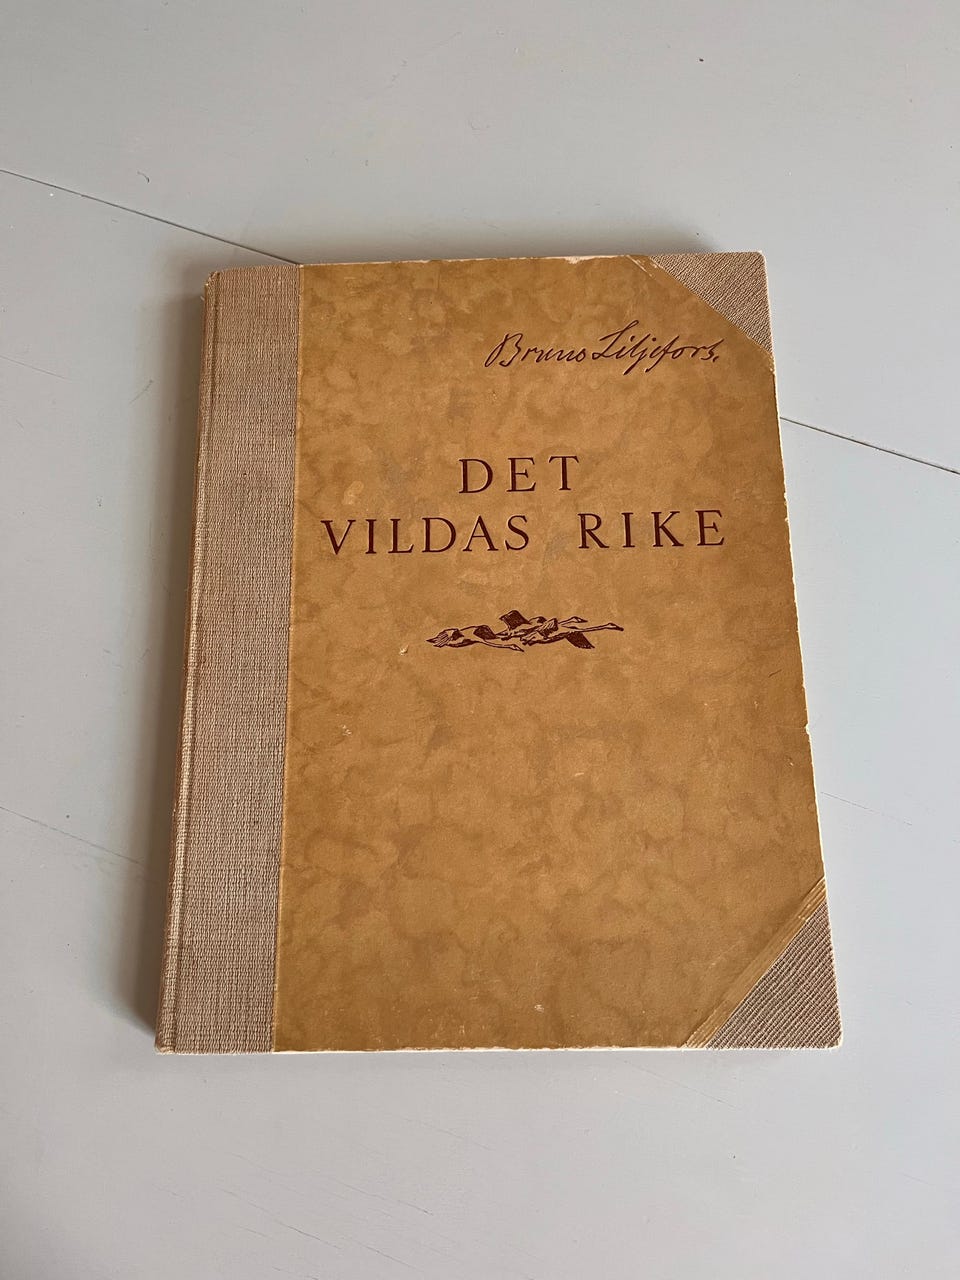 Bruno Liljefors.
DET
VILDAS RIKE